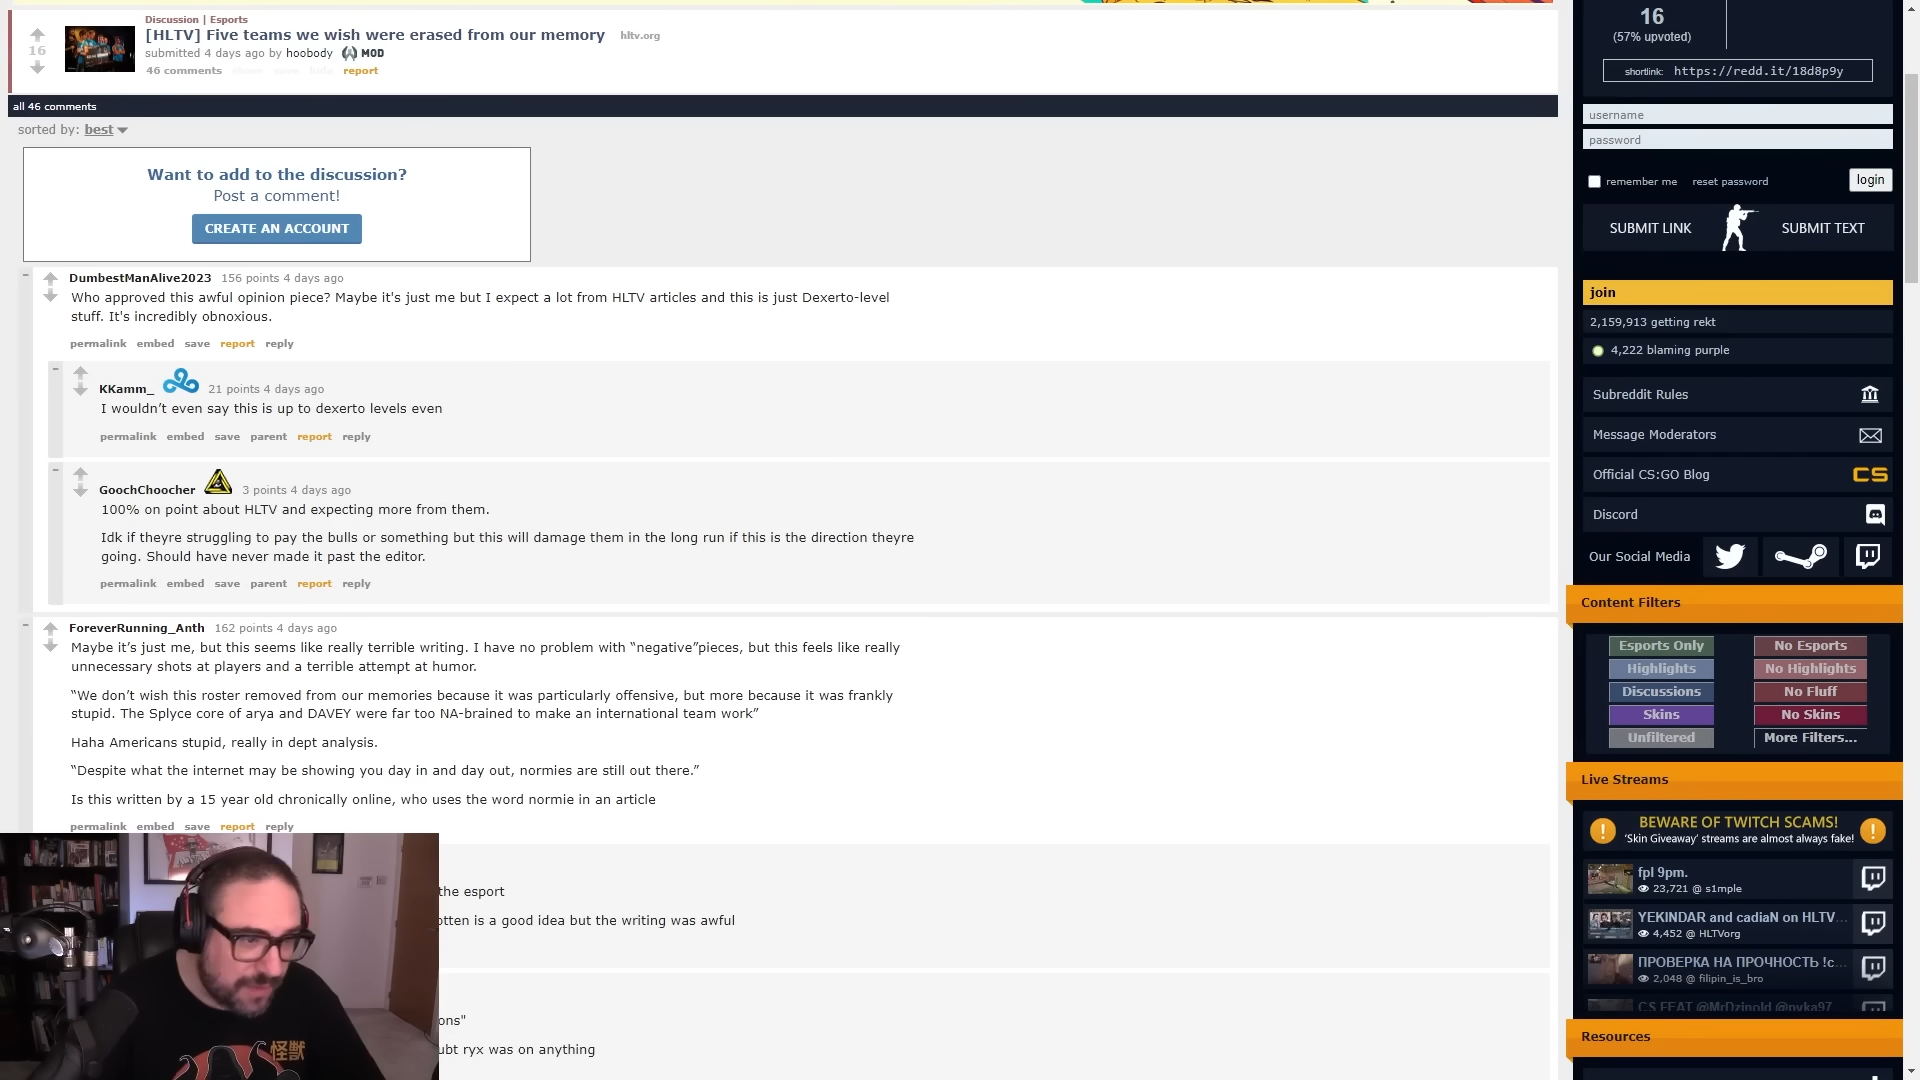 Discussion | Esports
[HLTV] Five teams we wish were erased from our memory hltv.org
16
submitted 4 days ago by hoobody MOD
46 comments share save hide report
all 46 comments
sorted by: best
Want to add to the discussion?
Post a comment!
CREATE AN ACCOUNT
DumbestManAlive2023 156 points 4 days ago
Who approved this awful opinion piece? Maybe it's just me but I expect a lot from HLTV articles and this is just Dexerto-level
stuff. It's incredibly obnoxious.
permalink embed save report reply
KKamm_ 21 points 4 days ago
I wouldn’t even say this is up to dexerto levels even
permalink embed save parent report reply
GoochChoocher 3 points 4 days ago
100% on point about HLTV and expecting more from them.
Idk if theyre struggling to pay the bulls or something but this will damage them in the long run if this is the direction theyre
going. Should have never made it past the editor.
permalink embed save parent report reply
ForeverRunning_Anth 162 points 4 days ago
Maybe it’s just me, but this seems like really terrible writing. I have no problem with “negative”pieces, but this feels like really
unnecessary shots at players and a terrible attempt at humor.
“We don’t wish this roster removed from our memories because it was particularly offensive, but more because it was frankly
stupid. The Splyce core of arya and DAVEY were far too NA-brained to make an international team work”
Haha Americans stupid, really in dept analysis.
“Despite what the internet may be showing you day in and day out, normies are still out there.”
Is this written by a 15 year old chronically online, who uses the word normie in an article
permalink embed save report reply
the esport
otten is a good idea but the writing was awful
ons"
ubt ryx was on anything
怪獣
16
(57% upvoted)
shortlink: https://redd.it/18d8p9y
username
password
remember me reset password login
SUBMIT LINK SUBMIT TEXT
join
2,159,913 getting rekt
4,222 blaming purple
Subreddit Rules
Message Moderators
Official CS:GO Blog CS
Discord
Our Social Media
Content Filters
Esports Only No Esports
Highlights No Highlights
Discussions No Fluff
Skins No Skins
Unfiltered More Filters...
Live Streams
BEWARE OF TWITCH SCAMS!
'Skin Giveaway' streams are almost always fake!
fpl 9pm.
23,721 @ s1mple
YEKINDAR and cadiaN on HLTV...
4,452 @ HLTVorg
ПРОВЕРКА НА ПРОЧНОСТЬ !c...
2,048 @ filipin_is_bro
CS FEAT @MrDzinold @nyka97
Resources